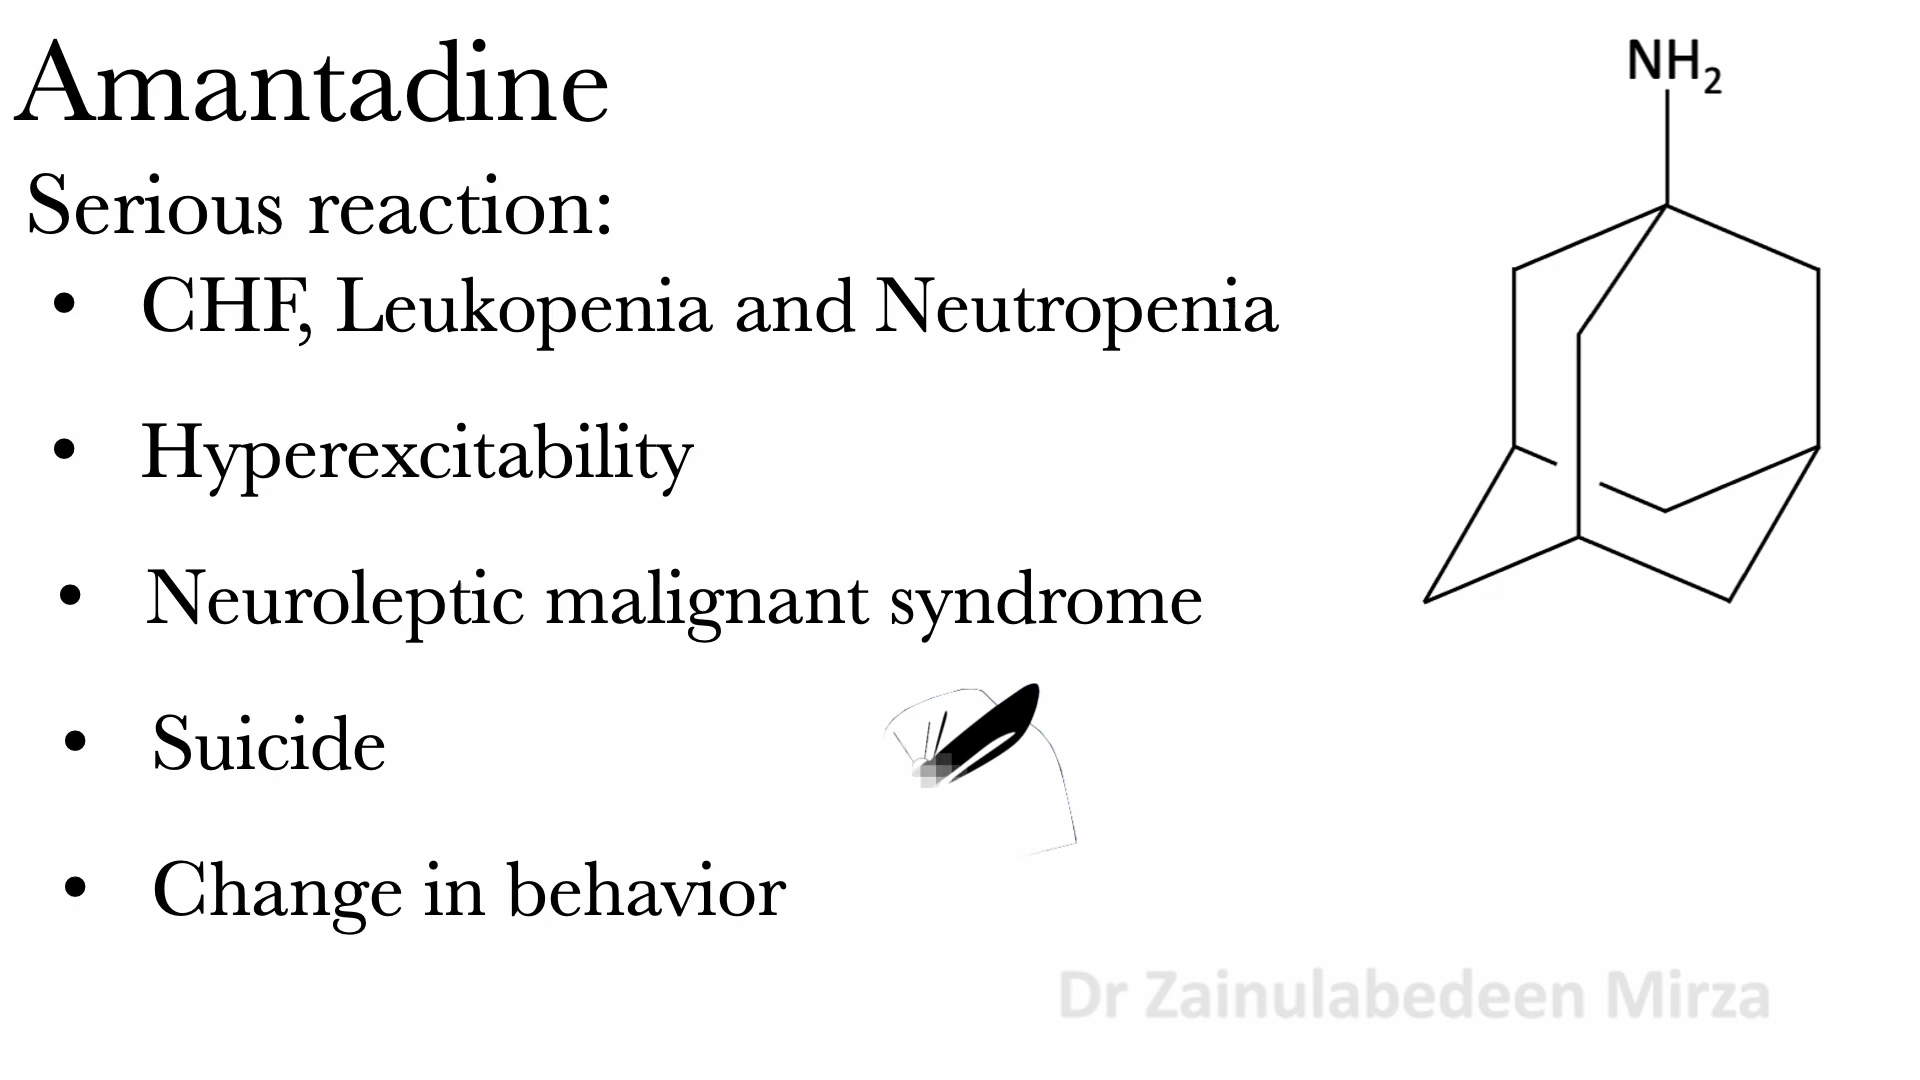 Amantadine
Serious reaction:
• CHF, Leukopenia and Neutropenia
• Hyperexcitability
• Neuroleptic malignant syndrome
• Suicide
• Change in behavior
NH₂
Dr Zainulabedeen Mirza